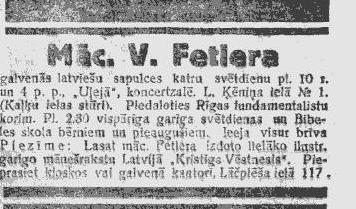 Māc. V. Fetlera
galvenās latviešu sapulces katru svētdienu pl. 10 r.
un 4 p. p., „Uļejā", koncertzālē. L. Ķēniņa ielā № 1.
(Kaļķu ielas stūrī). Piedaloties Rīgas fundamentalistu
korim. Pl. 2.30 vispārīga garīga svētdienas un Bībe-
les skola bērniem un pieaugušiem. Ieeja visur brīva
Piezīme: Lasat māc. Fetlera izdoto lielāko ilustr.
garīgo mēnešrakstu Latvijā „Kristīgs Vēstnesis". Pie-
prasiet kioskos vai galvenā kantorī, Lāčplēša ielā 117.